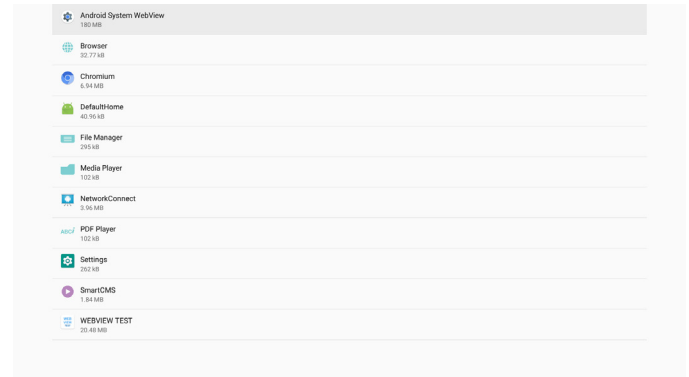 Android System WebView
180 MB
Browser
32.77 kB
Chromium
6.94 MB
DefaultHome
40.96 kB
File Manager
295 kB
Media Player
102 kB
NetworkConnect
3.96 MB
ABC/ PDF Player
102 kB
Settings
262 kB
SmartCMS
1.84 MB
WEBVIEW TEST
20.48 MB